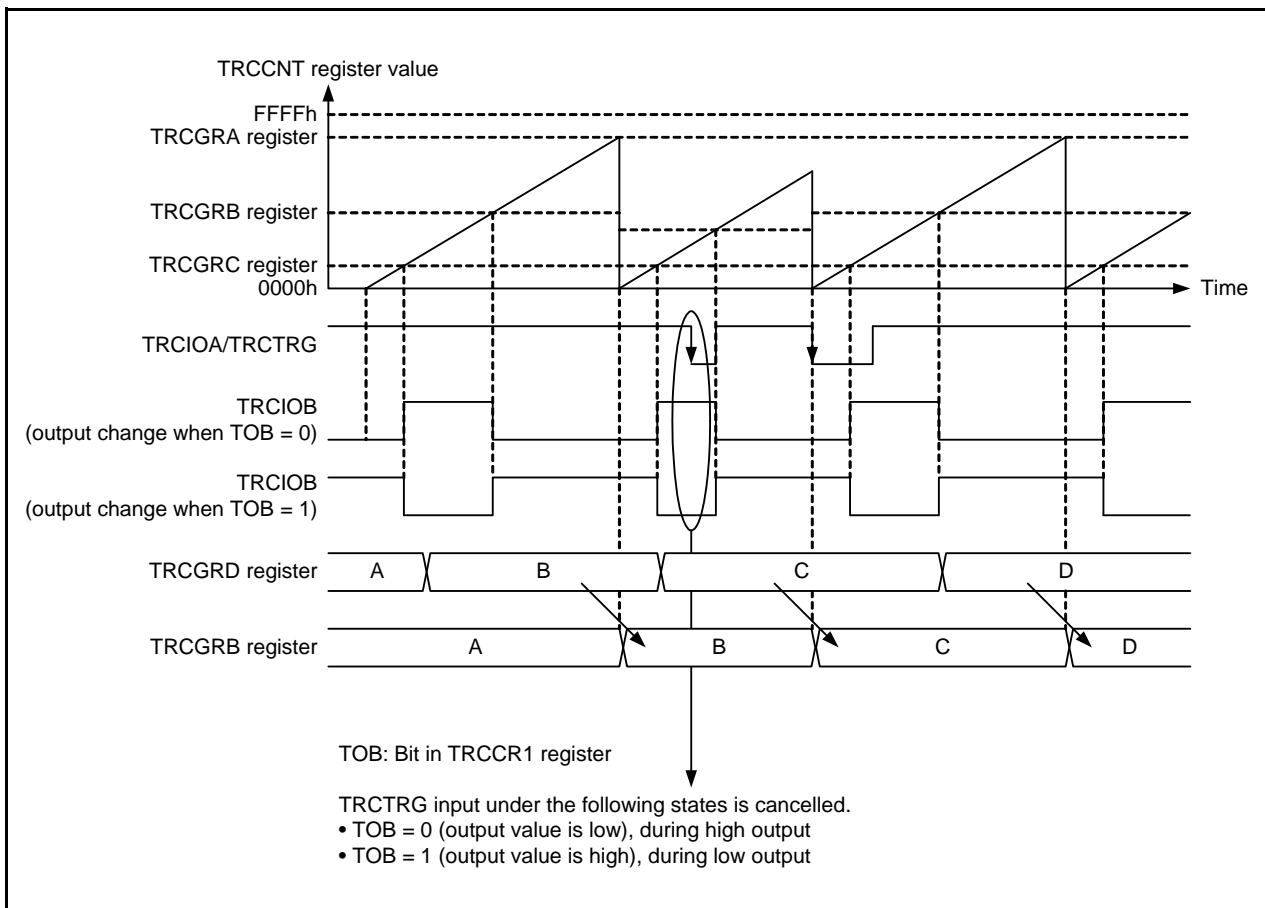 TRCCNT register value
FFFFh
TRCGRA register
TRCGRB register
TRCGRC register
0000h
Time
TRCIOA/TRCTRG
TRCIOB
(output change when TOB = 0)
TRCIOB
(output change when TOB = 1)
TRCGRD register
A
B
C
D
TRCGRB register
A
B
C
D
TOB: Bit in TRCCR1 register
TRCTRG input under the following states is cancelled.
• TOB = 0 (output value is low), during high output
• TOB = 1 (output value is high), during low output